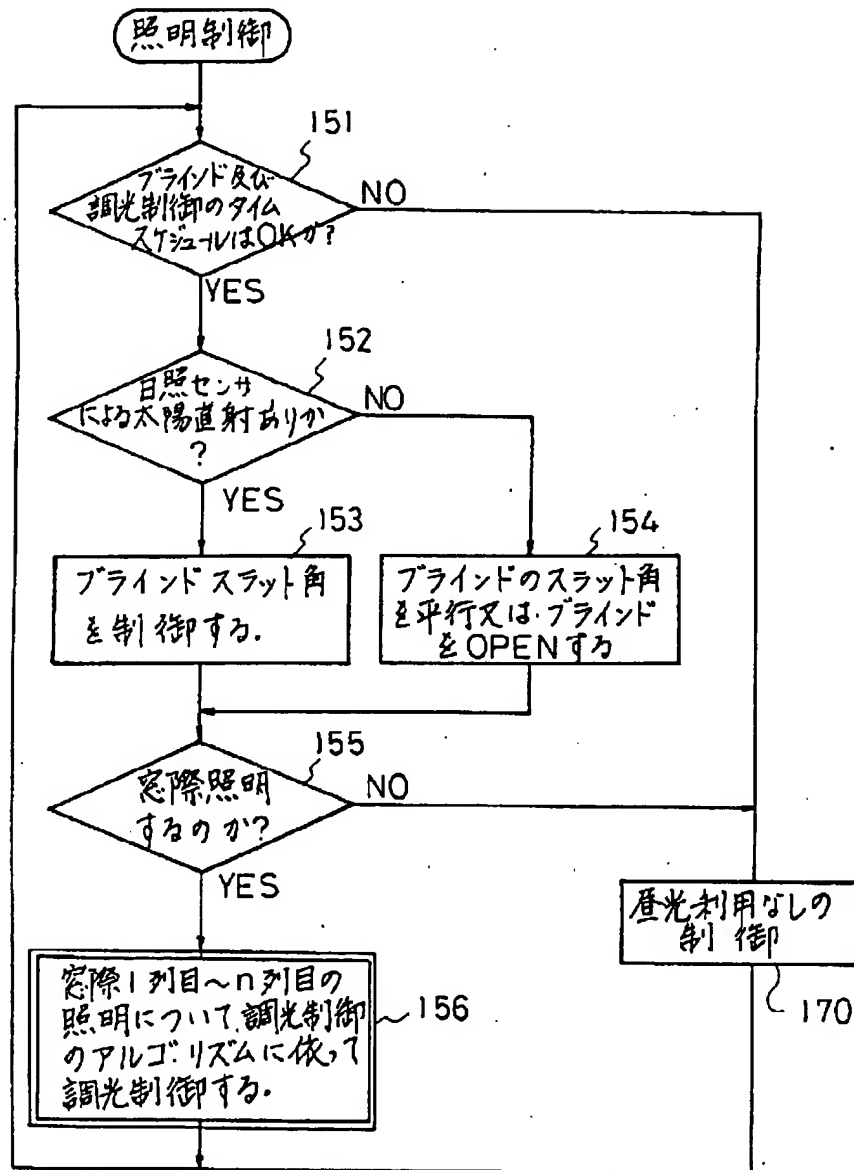 照明制御
151
ブラインド及び
調光制御のタイム
スケジュールはOKか?
NO
YES
152
日照センサ
による太陽直射ありか
?
NO
YES
153
ブラインドスラット角
を制御する.
154
ブラインドのスラット角
を平行又は、ブラインド
をOPENする
155
窓際照明
するのか?
NO
YES
窓際1列目~n列目の
照明について、調光制御
のアルゴリズムに依って
調光制御する.
156
昼光利用なしの
制御
170